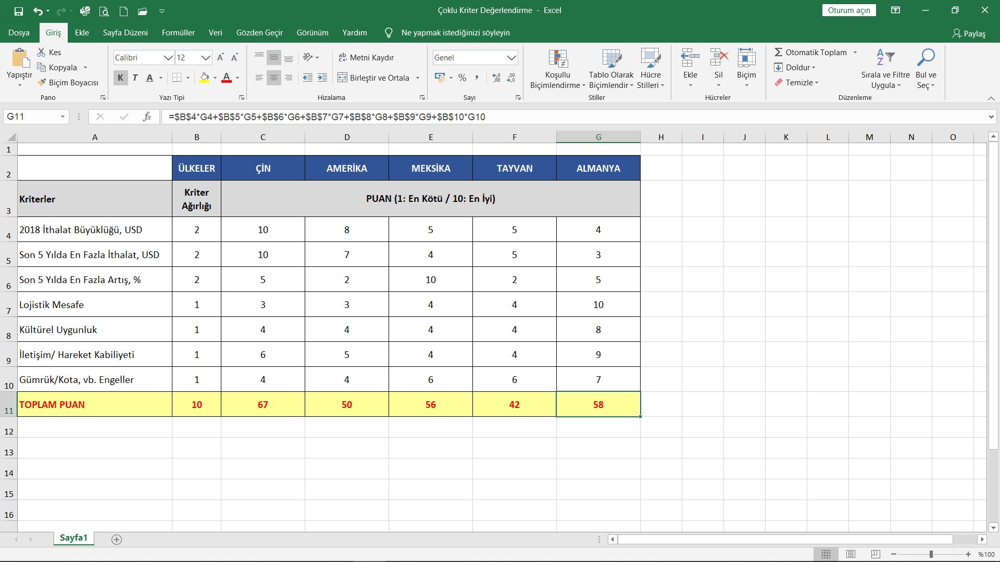 Çoklu Kriter Değerlendirme - Excel
Oturum açın
Dosya Giriş Ekle Sayfa Düzeni Formüller Veri Gözden Geçir Görünüm Yardım Ne yapmak istediğinizi söyleyin Paylaş
Yapıştır
Kes
Kopyala
Biçim Boyacısı
Pano
Calibri 12
K T A
Yazı Tipi
Metni Kaydır
Birleştir ve Ortala
Hizalama
Genel
Sayı
Koşullu Biçimlendirme
Tablo Olarak Biçimlendir
Hücre Stilleri
Stiller
Ekle Sil Biçim
Hücreler
Otomatik Toplam
Doldur
Temizle
Sırala ve Filtre Uygula
Bul ve Seç
Düzenleme
G11 fx =$B$4*G4+$B$5*G5+$B$6*G6+$B$7*G7+$B$8*G8+$B$9*G9+$B$10*G10
A B C D E F G H I J K L M N O
1
2 ÜLKELER ÇİN AMERİKA MEKSİKA TAYVAN ALMANYA
3 Kriterler Kriter Ağırlığı PUAN (1: En Kötü / 10: En İyi)
4 2018 İthalat Büyüklüğü, USD 2 10 8 5 5 4
5 Son 5 Yılda En Fazla İthalat, USD 2 10 7 4 5 3
6 Son 5 Yılda En Fazla Artış, % 2 5 2 10 2 5
7 Lojistik Mesafe 1 3 3 4 4 10
8 Kültürel Uygunluk 1 4 4 4 4 8
9 İletişim/ Hareket Kabiliyeti 1 6 5 4 4 9
10 Gümrük/Kota, vb. Engeller 1 4 4 6 6 7
11 TOPLAM PUAN 10 67 50 56 42 58
12
13
14
15
16
Sayfa1
%100